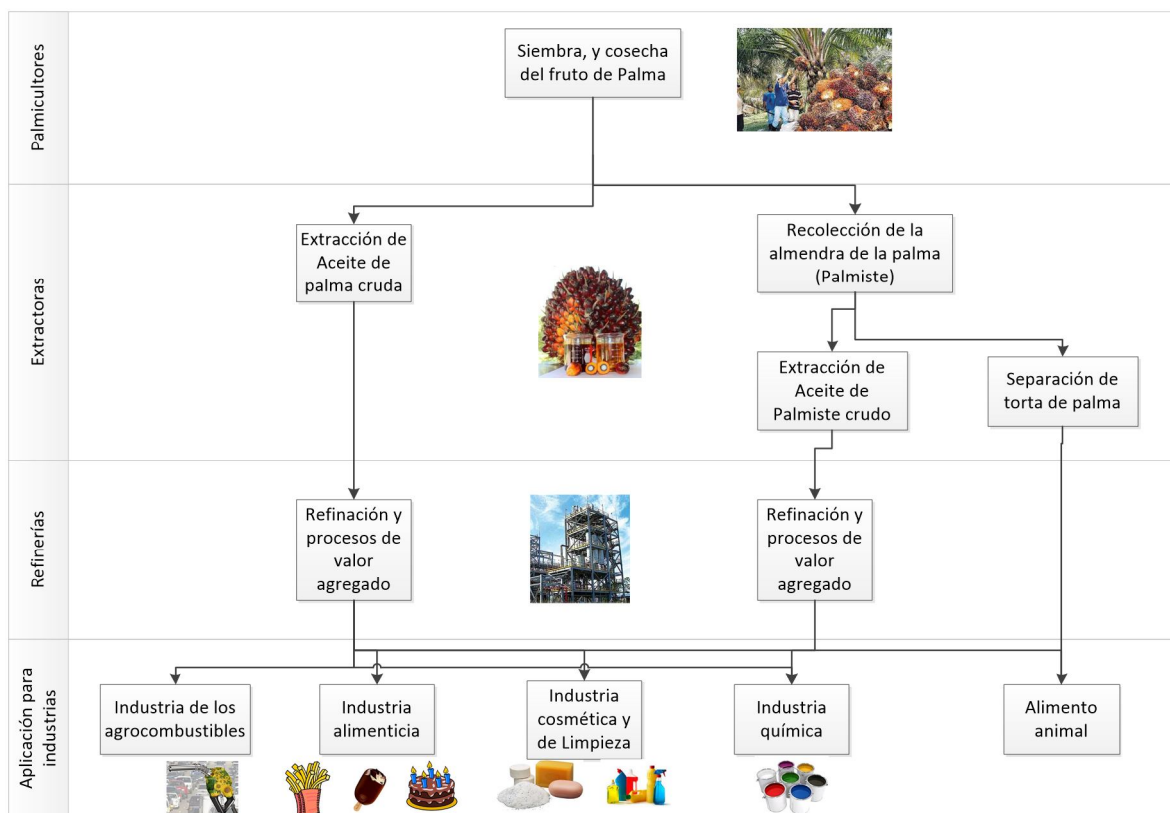 Palmicultores
Siembra, y cosecha
del fruto de Palma
Extractoras
Extracción de
Aceite de
palma cruda
Recolección de la
almendra de la palma
(Palmiste)
Extracción de
Aceite de
Palmiste crudo
Separación de
torta de palma
Refinerías
Refinación y
procesos de
valor
agregado
Refinación y
procesos de
valor
agregado
Aplicación para
industrias
Industria de los
agrocombustibles
Industria
alimenticia
Industria
cosmética y
de Limpieza
Industria
química
Alimento
animal